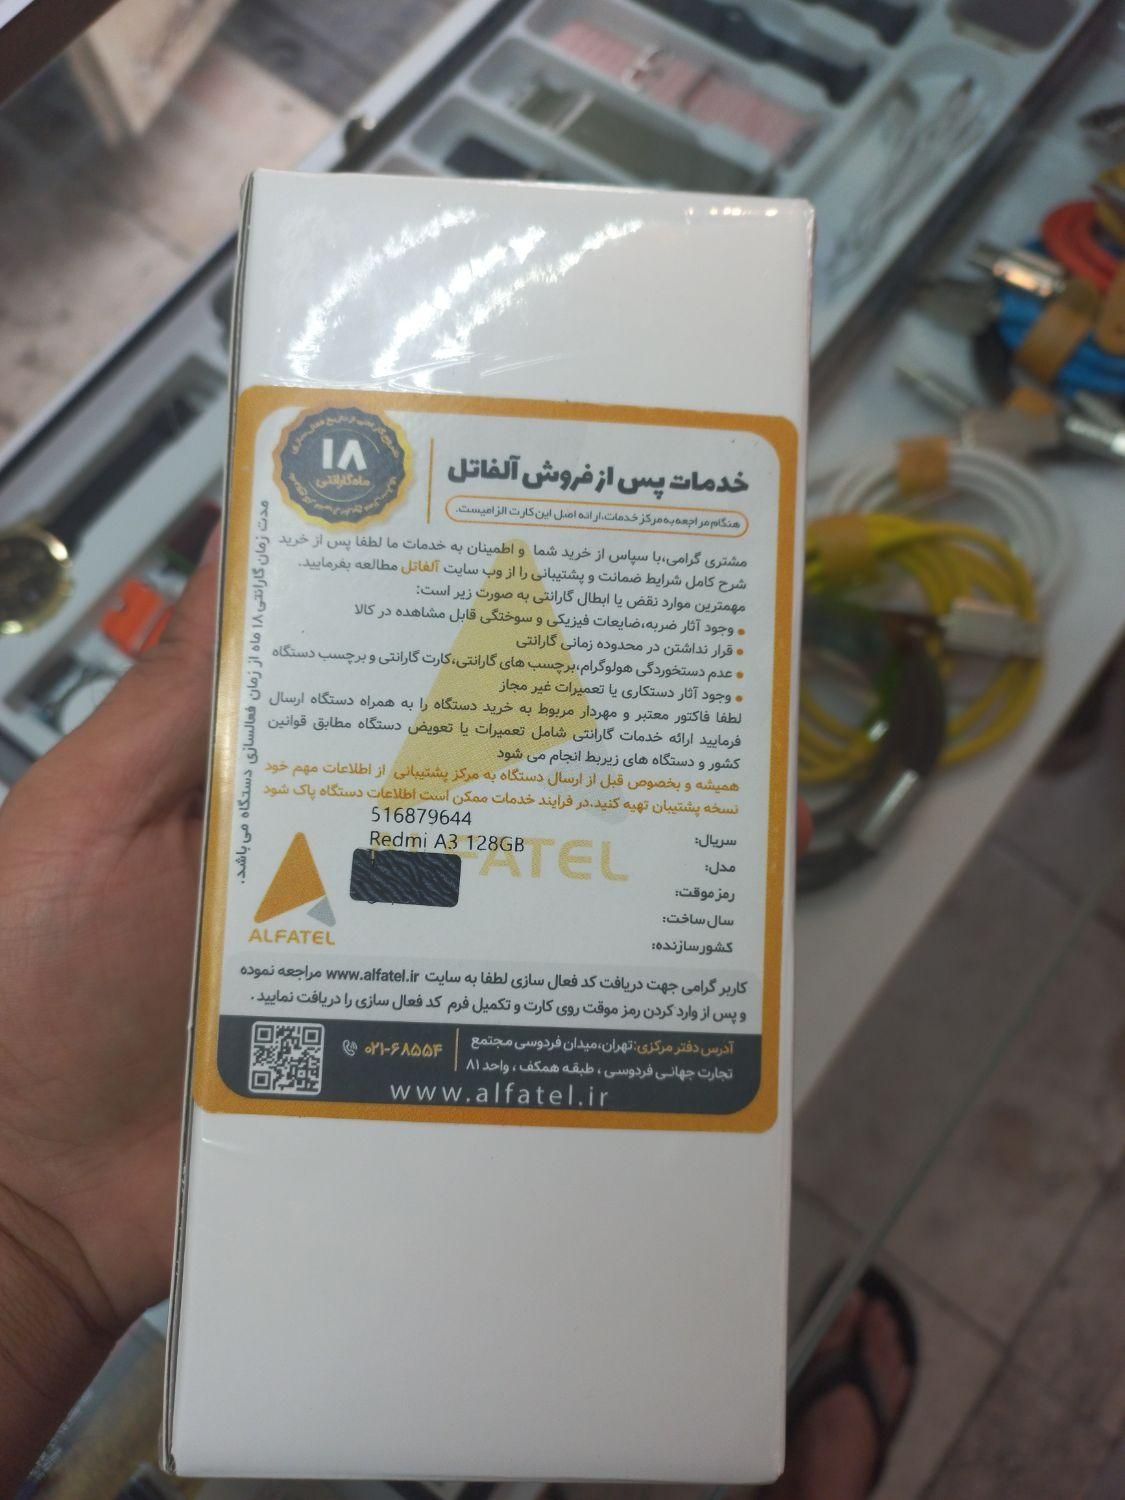 خدمات پس از فروش آلفاتل
۱۸
ماه گارانتی
هنگام مراجعه به مرکز خدمات، ارائه اصل این کارت الزامیست.
مشتری گرامی،با سپاس از خرید شما و اطمینان به خدمات ما لطفا پس از خرید
شرح کامل شرایط ضمانت و پشتیبانی را از وب سایت آلفاتل مطالعه بفرمایید.
مهمترین موارد نقض یا ابطال گارانتی به صورت زیر است:
• وجود آثار ضربه،ضایعات فیزیکی و سوختگی قابل مشاهده در کالا
• قرار نداشتن در محدوده زمانی گارانتی
• عدم دستخوردگی هولوگرام،برچسب های گارانتی،کارت گارانتی و برچسب دستگاه
• وجود آثار دستکاری یا تعمیرات غیر مجاز
لطفا فاکتور معتبر و مهردار مربوط به خرید دستگاه را به همراه دستگاه ارسال
فرمایید ارائه خدمات گارانتی شامل تعمیرات یا تعویض دستگاه مطابق قوانین
کشور و دستگاه های زیربط انجام می شود
همیشه و بخصوص قبل از ارسال دستگاه به مرکز پشتیبانی از اطلاعات مهم خود
نسخه پشتیبان تهیه کنید.در فرایند خدمات ممکن است اطلاعات دستگاه پاک شود
سریال: 516879644
مدل: Redmi A3 128GB
رمز موقت:
سال ساخت:
کشور سازنده:
ALFATEL
ALFATEL
مدت زمان گارانتی ۱۸ ماه از زمان فعالسازی دستگاه می باشد.
کاربر گرامی جهت دریافت کد فعال سازی لطفا به سایت www.alfatel.ir مراجعه نموده
و پس از وارد کردن رمز موقت روی کارت و تکمیل فرم کد فعال سازی را دریافت نمایید.
آدرس دفتر مرکزی: تهران،میدان فردوسی مجتمع
تجارت جهانی فردوسی ، طبقه همکف ، واحد ۸۱
۰۲۱-۶۸۵۵۴
www.alfatel.ir